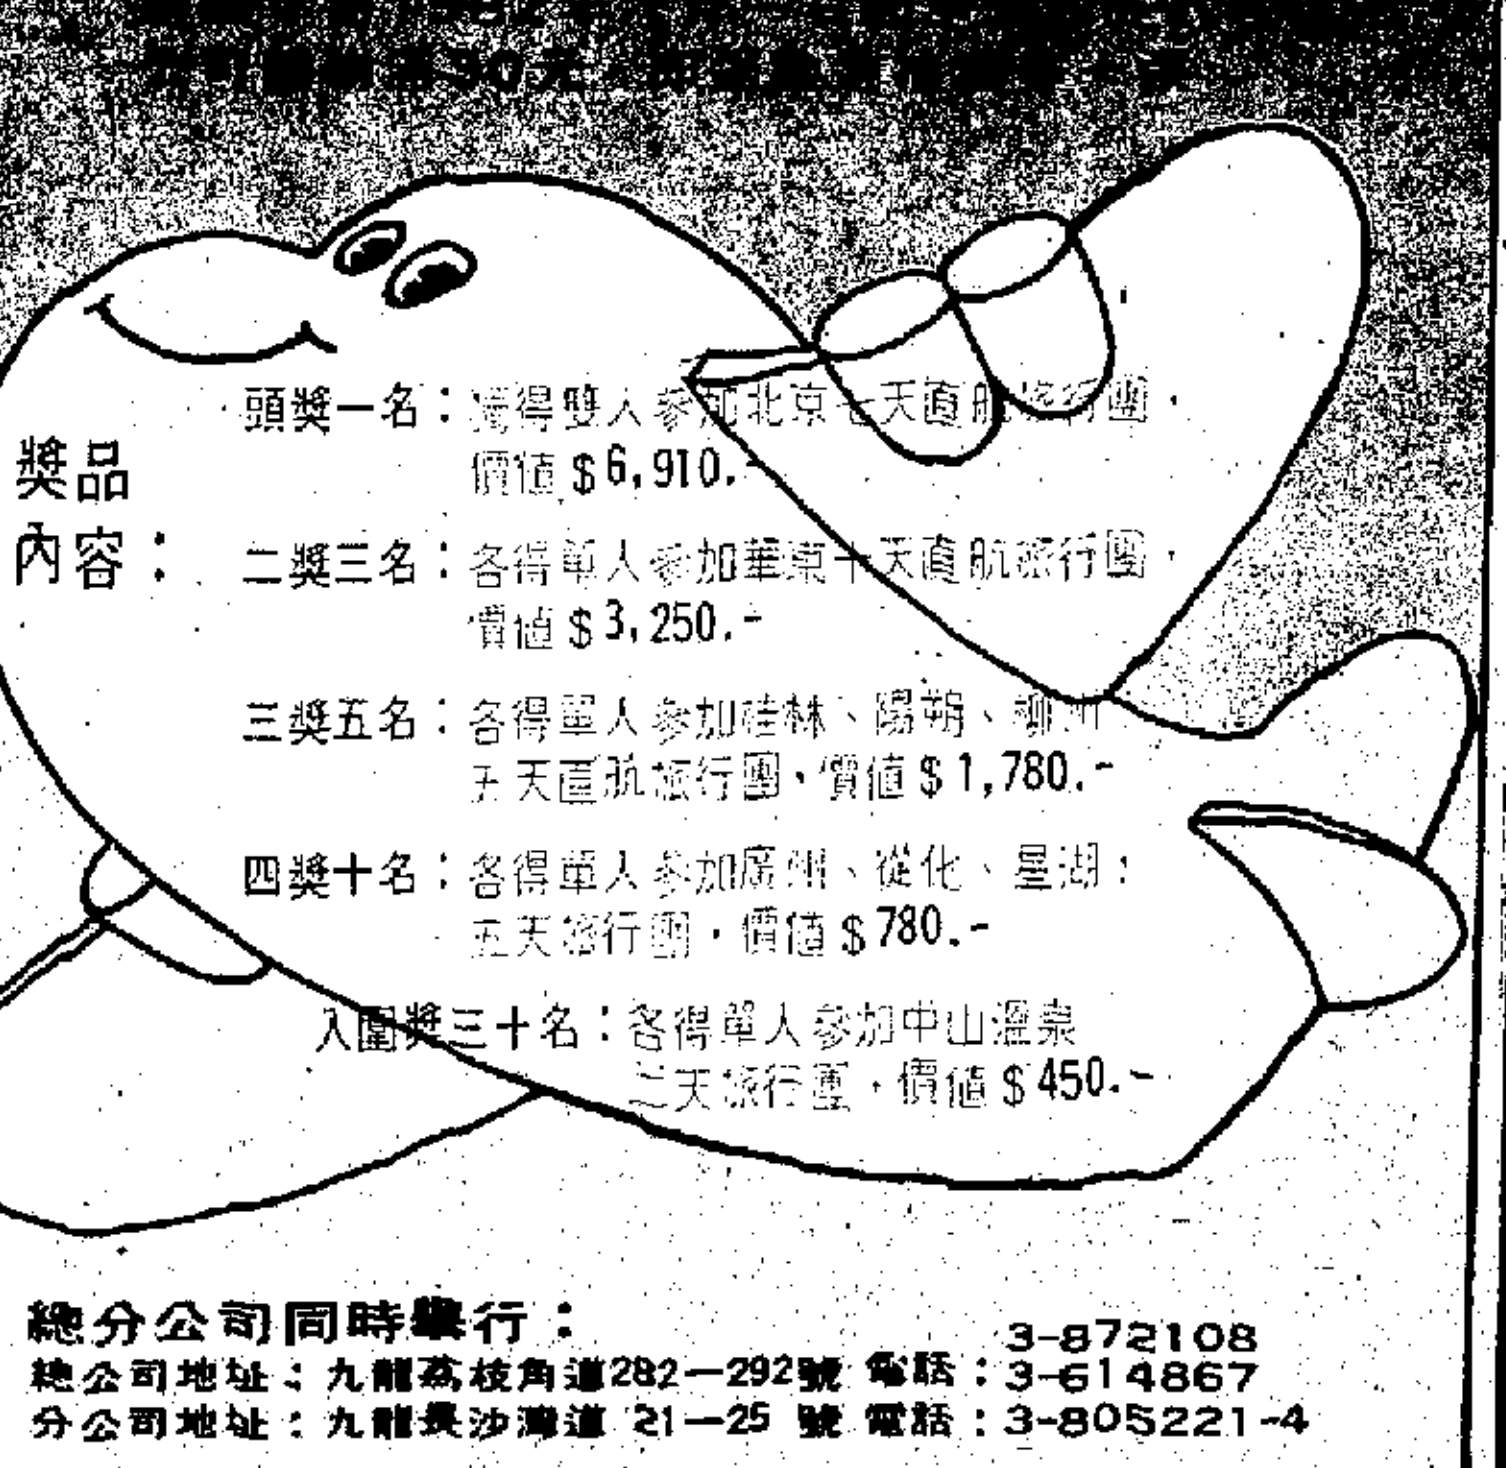 獎品
內容：
頭獎一名：獨得雙人參加北京七天直航旅行團，
價值＄6,910.-
二獎三名：各得單人參加華東十天直航旅行團，
價值＄3,250.-
三獎五名：各得單人參加桂林、陽朔、柳州
五天直航旅行團，價值＄1,780.-
四獎十名：各得單人參加廣州、從化、星湖，
五天旅行團，價值＄780.-
入圍獎三十名：各得單人參加中山溫泉
二天旅行團，價值＄450.-
總分公司同時舉行：
3-872108
總公司地址：九龍荔枝角道282—292號 電話：3-614867
分公司地址：九龍長沙灣道 21—25 號 電話：3-805221-4